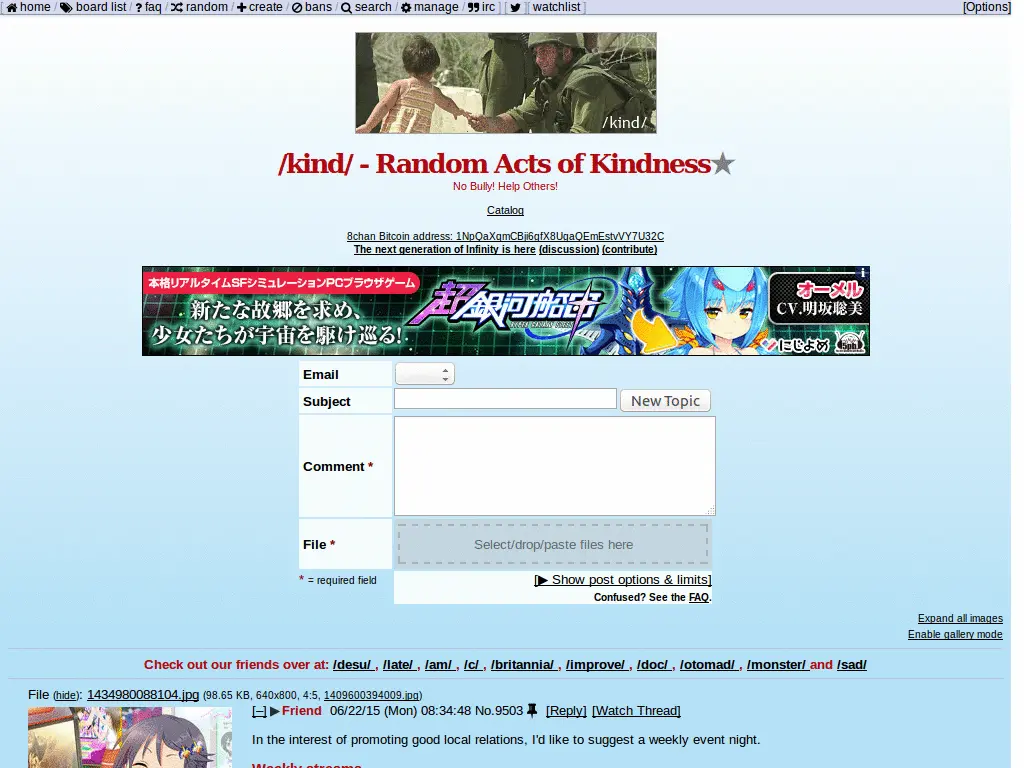 [ home / board list / ? faq / random / create / bans / search / manage / irc ] [ ] [ watchlist ] [Options]
/kind/
/kind/ - Random Acts of Kindness★
No Bully! Help Others!
Catalog
8chan Bitcoin address: 1NpQaXqmCBji6gfX8UgaQEmEstvVY7U32C
The next generation of Infinity is here (discussion) (contribute)
本格リアルタイムSFシミュレーションPCブラウザゲーム
新たな故郷を求め、
少女たちが宇宙を駆け巡る!
超銀河船団
オーメル
CV.明坂聡美
にじよめ
5pb.
Email
Subject
New Topic
Comment *
File *
Select/drop/paste files here
* = required field
[▶ Show post options & limits]
Confused? See the FAQ.
Expand all images
Enable gallery mode
Check out our friends over at: /desu/ , /late/ , /am/ , /c/ , /britannia/ , /improve/ , /doc/ , /otomad/ , /monster/ and /sad/
File (hide): 1434980088104.jpg (98.65 KB, 640x800, 4:5, 1409600394009.jpg)
[–] ▶ Friend 06/22/15 (Mon) 08:34:48 No.9503 [Reply] [Watch Thread]
In the interest of promoting good local relations, I'd like to suggest a weekly event night.
Weekly streams